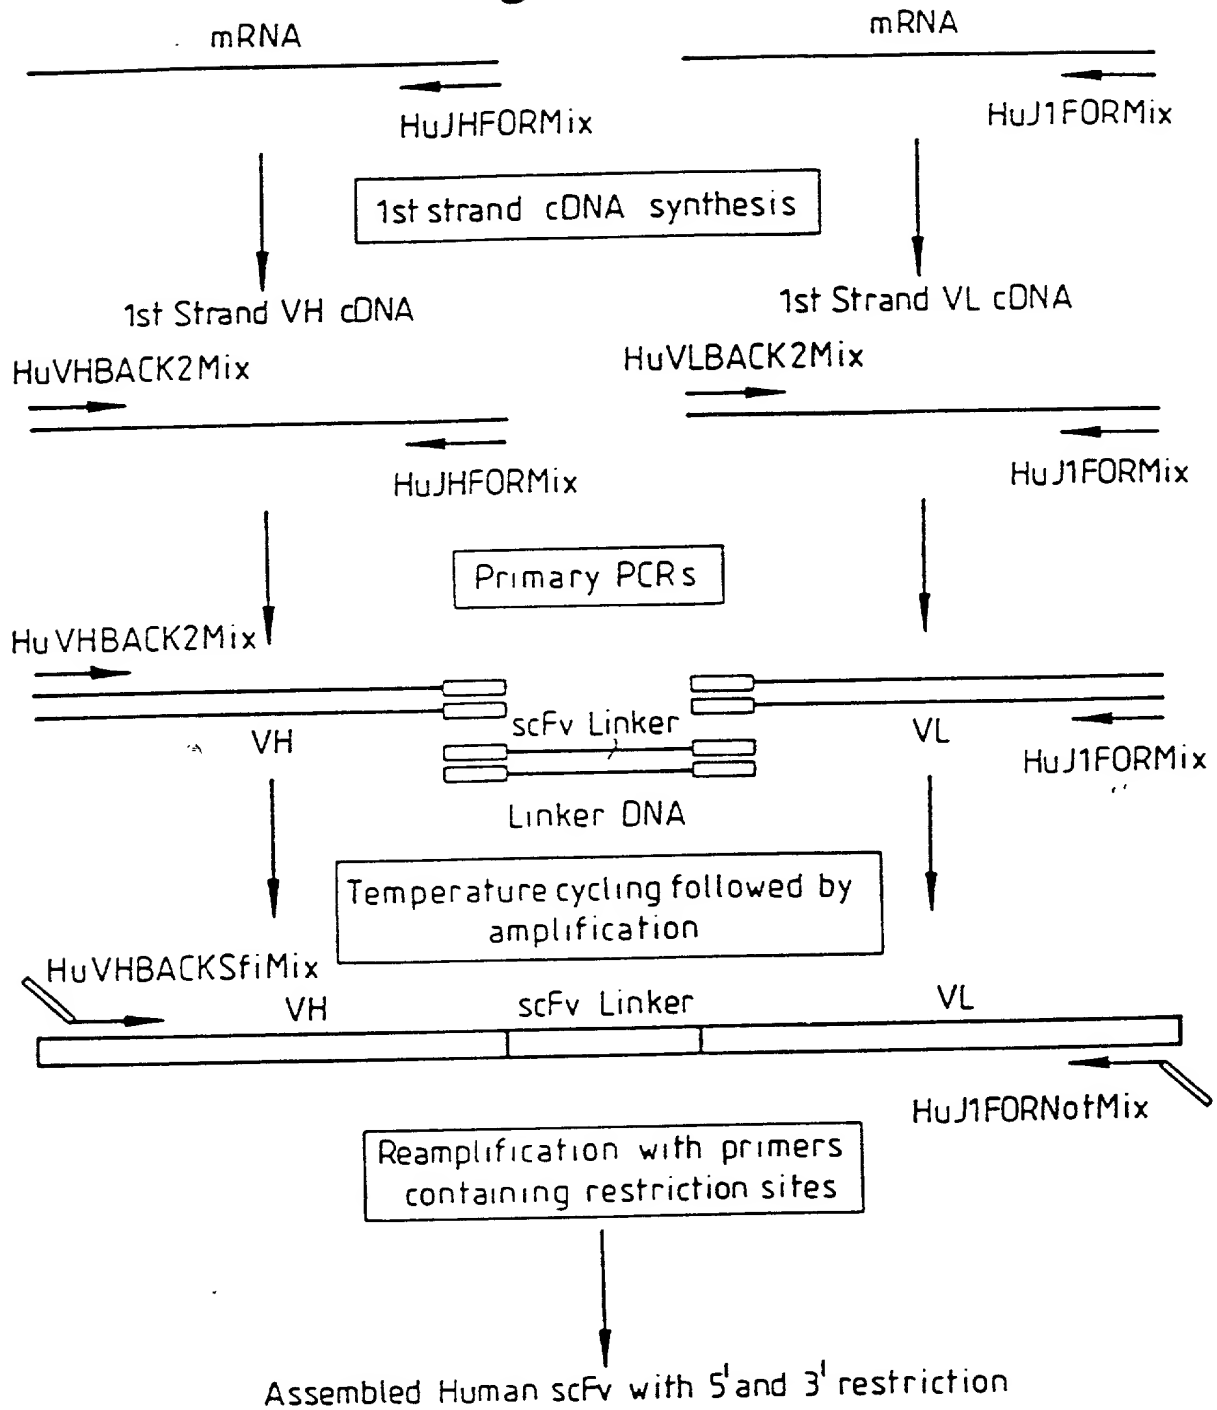 mRNA
mRNA
HuJHFORMix
HuJ1FORMix
1st strand cDNA synthesis
1st Strand VH cDNA
1st Strand VL cDNA
HuVHBACK2Mix
HuVLBACK2Mix
HuJHFORMix
HuJ1FORMix
Primary PCRs
HuVHBACK2Mix
scFv Linker
VH
VL
HuJ1FORMix
Linker DNA
Temperature cycling followed by
amplification
HuVHBACKSfiMix
VH
scFv Linker
VL
HuJ1FORNotMix
Reamplification with primers
containing restriction sites
Assembled Human scFv with 5' and 3' restriction